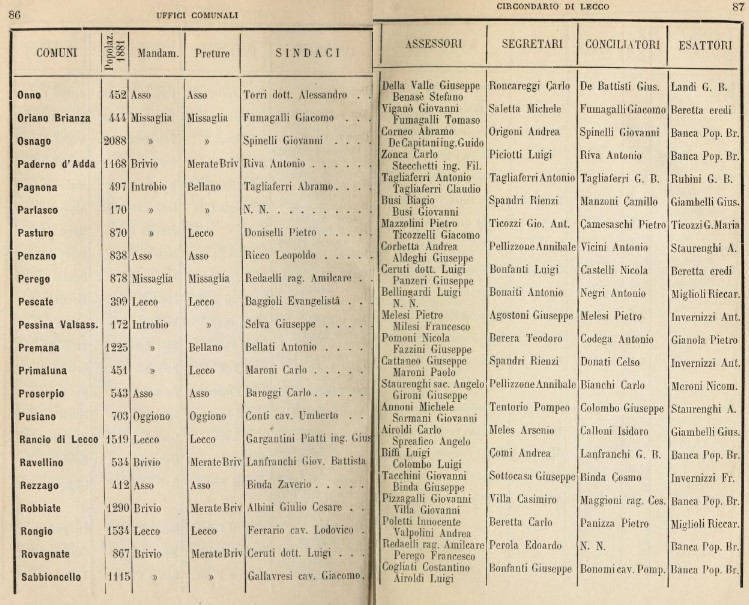 86
UFFICI COMUNALI
COMUNI Popolaz. 1881 Mandam. Preture SINDACI
Onno 452 Asso Asso Torri dott. Alessandro . .
Orlano Brianza 444 Missaglia Missaglia Fumagalli Giacomo . . .
Osnago 2088 » » Spinelli Giovanni . . . .
Paderno d'Adda 1168 Brivio Merate Briv Riva Antonio . . . . . .
Pagnona 497 Introbio Bellano Tagliaferri Abramo. . . .
Parlasco 170 » » N. N. . . . . . . . . .
Pasturo 870 » Lecco Doniselli Pietro . . . . .
Penzano 838 Asso Asso Ricco Leopoldo . . . . .
Perego 878 Missaglia Missaglia Redaelli rag. Amilcare . .
Pescate 399 Lecco Lecco Baggioli Evangelista . . .
Pessina Valsass. 172 Introbio » Selva Giuseppe . . . . .
Premana 1225 » Bellano Bellati Antonio . . . . .
Primaluna 451 » Lecco Maroni Carlo . . . . . .
Proserpio 543 Asso Asso Baroggi Carlo . . . . . .
Pusiano 703 Oggiono Oggiono Conti cav. Umberto . . .
Rancio di Lecco 1519 Lecco Lecco Gargantini Piatti ing. Gius
Ravellino 534 Brivio Merate Briv Lanfranchi Giov. Battista
Rezzago 412 Asso Asso Binda Zaverio . . . . .
Robbiate 1290 Brivio Merate Briv Albini Giulio Cesare . . .
Rongio 1534 Lecco Lecco Ferrario cav. Lodovico . .
Rovagnate 867 Brivio Merate Briv Ceruti dott. Luigi . . .
Sabbioncello 1115 » » Gallavresi cav. Giacomo.
CIRCONDARIO DI LECCO
87
ASSESSORI SEGRETARI CONCILIATORI ESATTORI
Della Valle Giuseppe Roncareggi Carlo De Battisti Gius. Landi G. B.
Benasè Stefano
Viganò Giovanni Saletta Michele Fumagalli Giacomo Beretta eredi
Fumagalli Tomaso
Corneo Abramo Origoni Andrea Spinelli Giovanni Banca Pop. Br.
De Capitani ing. Guido
Zonca Carlo Piciotti Luigi Riva Antonio Banca Pop. Br.
Stecchetti ing. Fil.
Tagliaferri Antonio Tagliaferri Antonio Tagliaferri G. B. Rubini G. B.
Tagliaferri Claudio
Busi Biagio Spandri Rienzi Manzoni Camillo Giambelli Gius.
Busi Giovanni
Mazzolini Pietro Ticozzi Gio. Ant. Camesaschi Pietro Ticozzi G. Maria
Ticozzelli Giacomo
Corbetta Andrea Pellizzone Annibale Vicini Antonio Staurenghi A.
Aldeghi Giuseppe
Ceruti dott. Luigi Bonfanti Luigi Castelli Nicola Beretta eredi
Panzeri Giuseppe
Bellingardi Luigi Bonaiti Antonio Negri Antonio Miglioli Riccar.
N. N.
Melesi Pietro Agostoni Giuseppe Melesi Pietro Invernizzi Ant.
Milesi Francesco
Pomoni Nicola Berera Teodoro Codega Antonio Gianola Pietro
Fazzini Giuseppe
Cattaneo Giuseppe Spandri Rienzi Donati Celso Invernizzi Ant.
Maroni Paolo
Staurenghi sac. Angelo Pellizzone Annibale Bianchi Carlo Meroni Nicom.
Gironi Giuseppe
Annoni Michele Tentorio Pompeo Colombo Giuseppe Staurenghi A.
Sormani Giovanni
Airoldi Carlo Meles Arsenio Calloni Isidoro Giambelli Gius.
Spreafico Angelo
Biffi Luigi Comi Andrea Lanfranchi G. B. Banca Pop. Br.
Colombo Luigi
Tacchini Giovanni Sottocasa Giuseppe Binda Cosmo Invernizzi Fr.
Binda Giuseppe
Pizzagalli Giovanni Villa Casimiro Maggioni rag. Ces. Banca Pop. Br.
Villa Giovanni
Poletti Innocente Beretta Carlo Panizza Pietro Miglioli Riccar.
Valpolini Andrea
Redaelli rag. Amilcare Perola Edoardo N. N. Banca Pop. Br.
Perego Francesco
Cogliati Costantino Bonfanti Giuseppe Bonomi cav. Pomp. Banca Pop. Br.
Airoldi Luigi